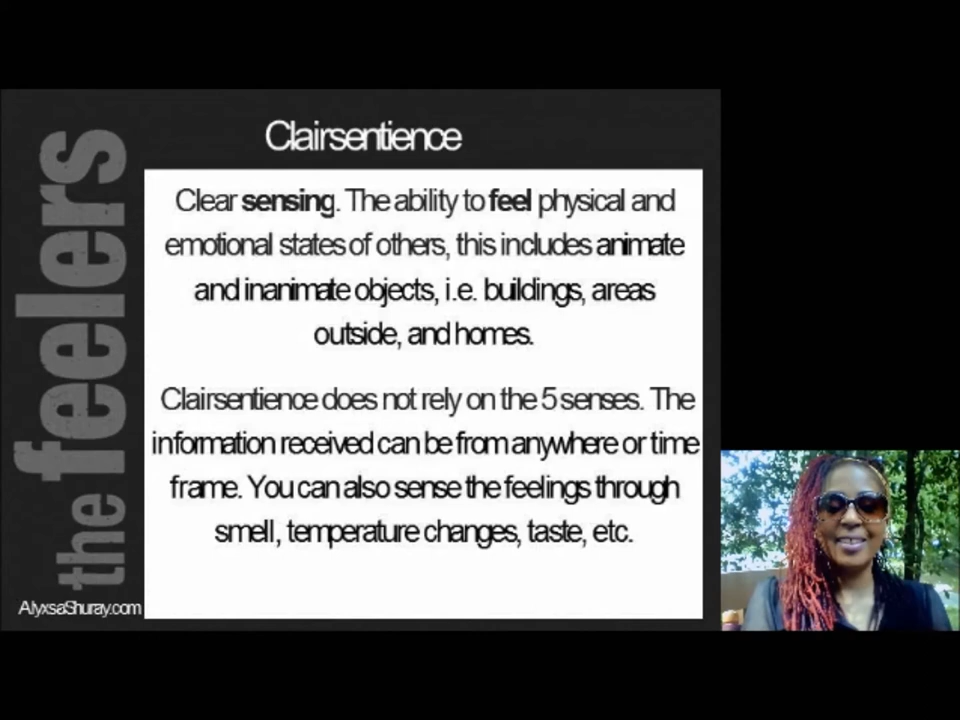 Clairsentience
the feelers
Clear sensing. The ability to feel physical and
emotional states of others, this includes animate
and inanimate objects, i.e. buildings, areas
outside, and homes.
Clairsentience does not rely on the 5 senses. The
information received can be from anywhere or time
frame. You can also sense the feelings through
smell, temperature changes, taste, etc.
AlyxsaShuray.com